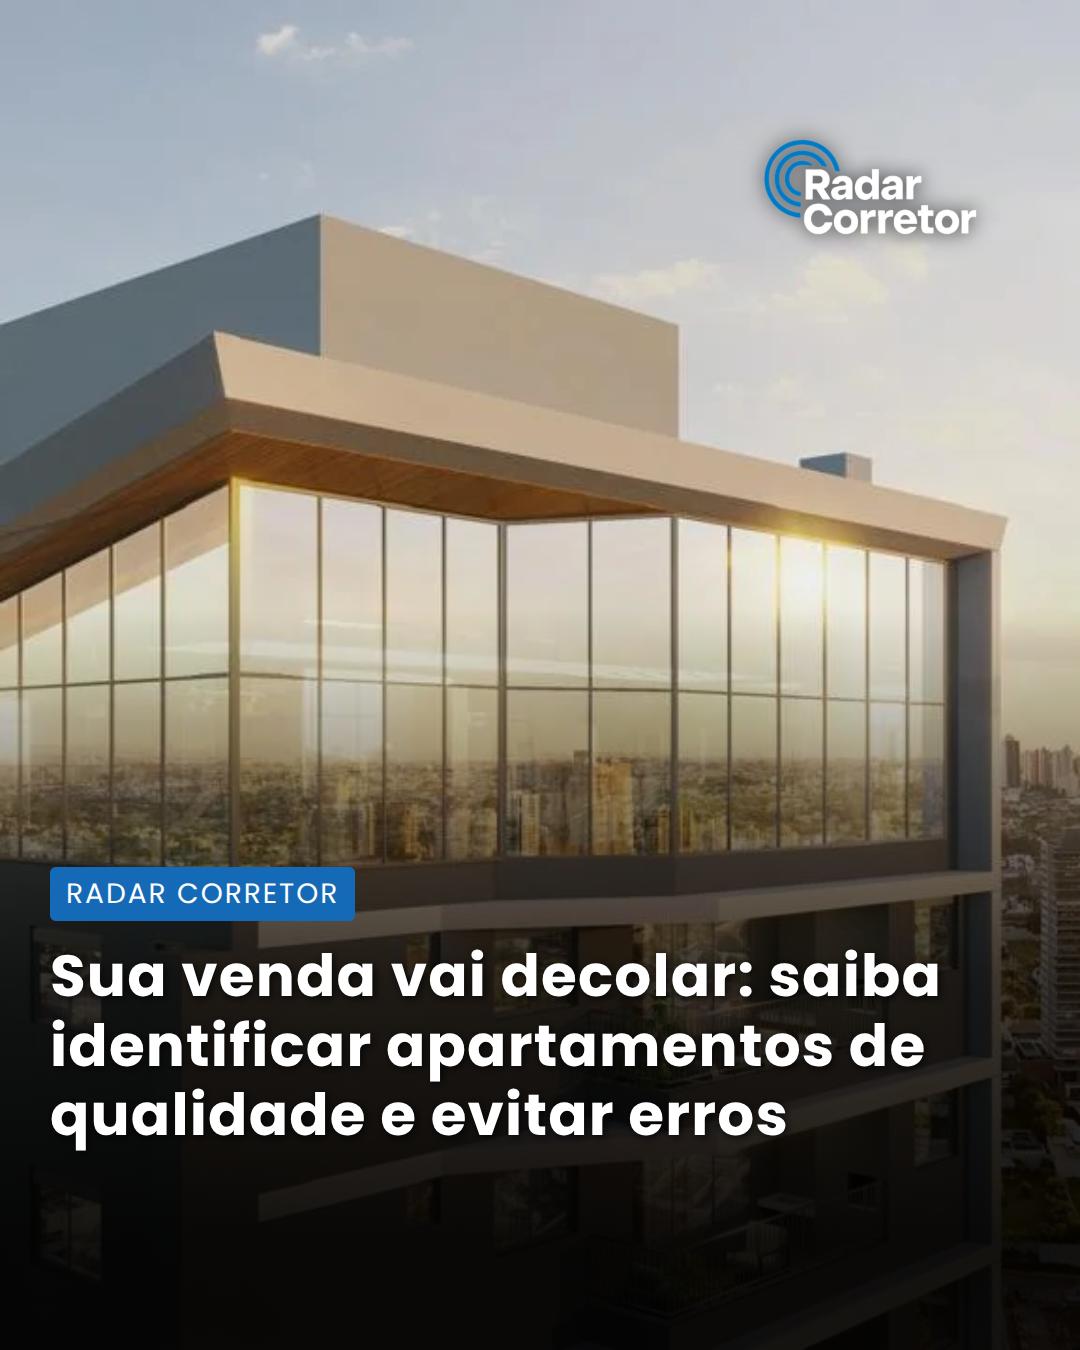 Radar
Corretor
RADAR CORRETOR
Sua venda vai decolar: saiba
identificar apartamentos de
qualidade e evitar erros